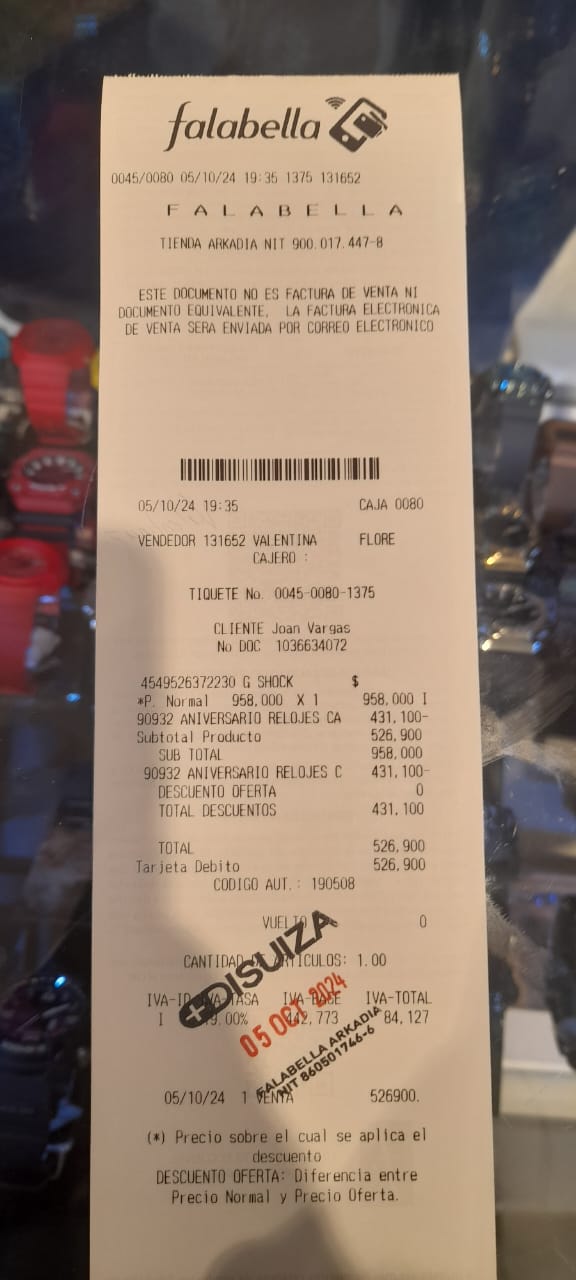 falabella
0045/0080 05/10/24 19:35 1375 131652
F A L A B E L L A
TIENDA ARKADIA NIT 900.017.447-8
ESTE DOCUMENTO NO ES FACTURA DE VENTA NI
DOCUMENTO EQUIVALENTE, LA FACTURA ELECTRONICA
DE VENTA SERA ENVIADA POR CORREO ELECTRONICO
05/10/24 19:35 CAJA 0080
VENDEDOR 131652 VALENTINA FLORE
CAJERO :
TIQUETE No. 0045-0080-1375
CLIENTE Joan Vargas
No DOC 1036634072
4549526372230 G SHOCK $
*P. Normal 958,000 X 1 958,000 I
90932 ANIVERSARIO RELOJES CA 431,100-
Subtotal Producto 526,900
SUB TOTAL 958,000
90932 ANIVERSARIO RELOJES C 431,100-
DESCUENTO OFERTA 0
TOTAL DESCUENTOS 431,100
TOTAL 526,900
Tarjeta Debito 526,900
CODIGO AUT.: 190508
VUELTO 0
CANTIDAD DE ARTICULOS: 1.00
IVA-ID IVA-TASA IVA-BASE IVA-TOTAL
I 19.00% 442,773 84,127
DISUIZA
05 OCT 2024
FALABELLA ARKADIA
NIT 860501746-6
05/10/24 1 VENTA 526900.
(*) Precio sobre el cual se aplica el
descuento
DESCUENTO OFERTA: Diferencia entre
Precio Normal y Precio Oferta.